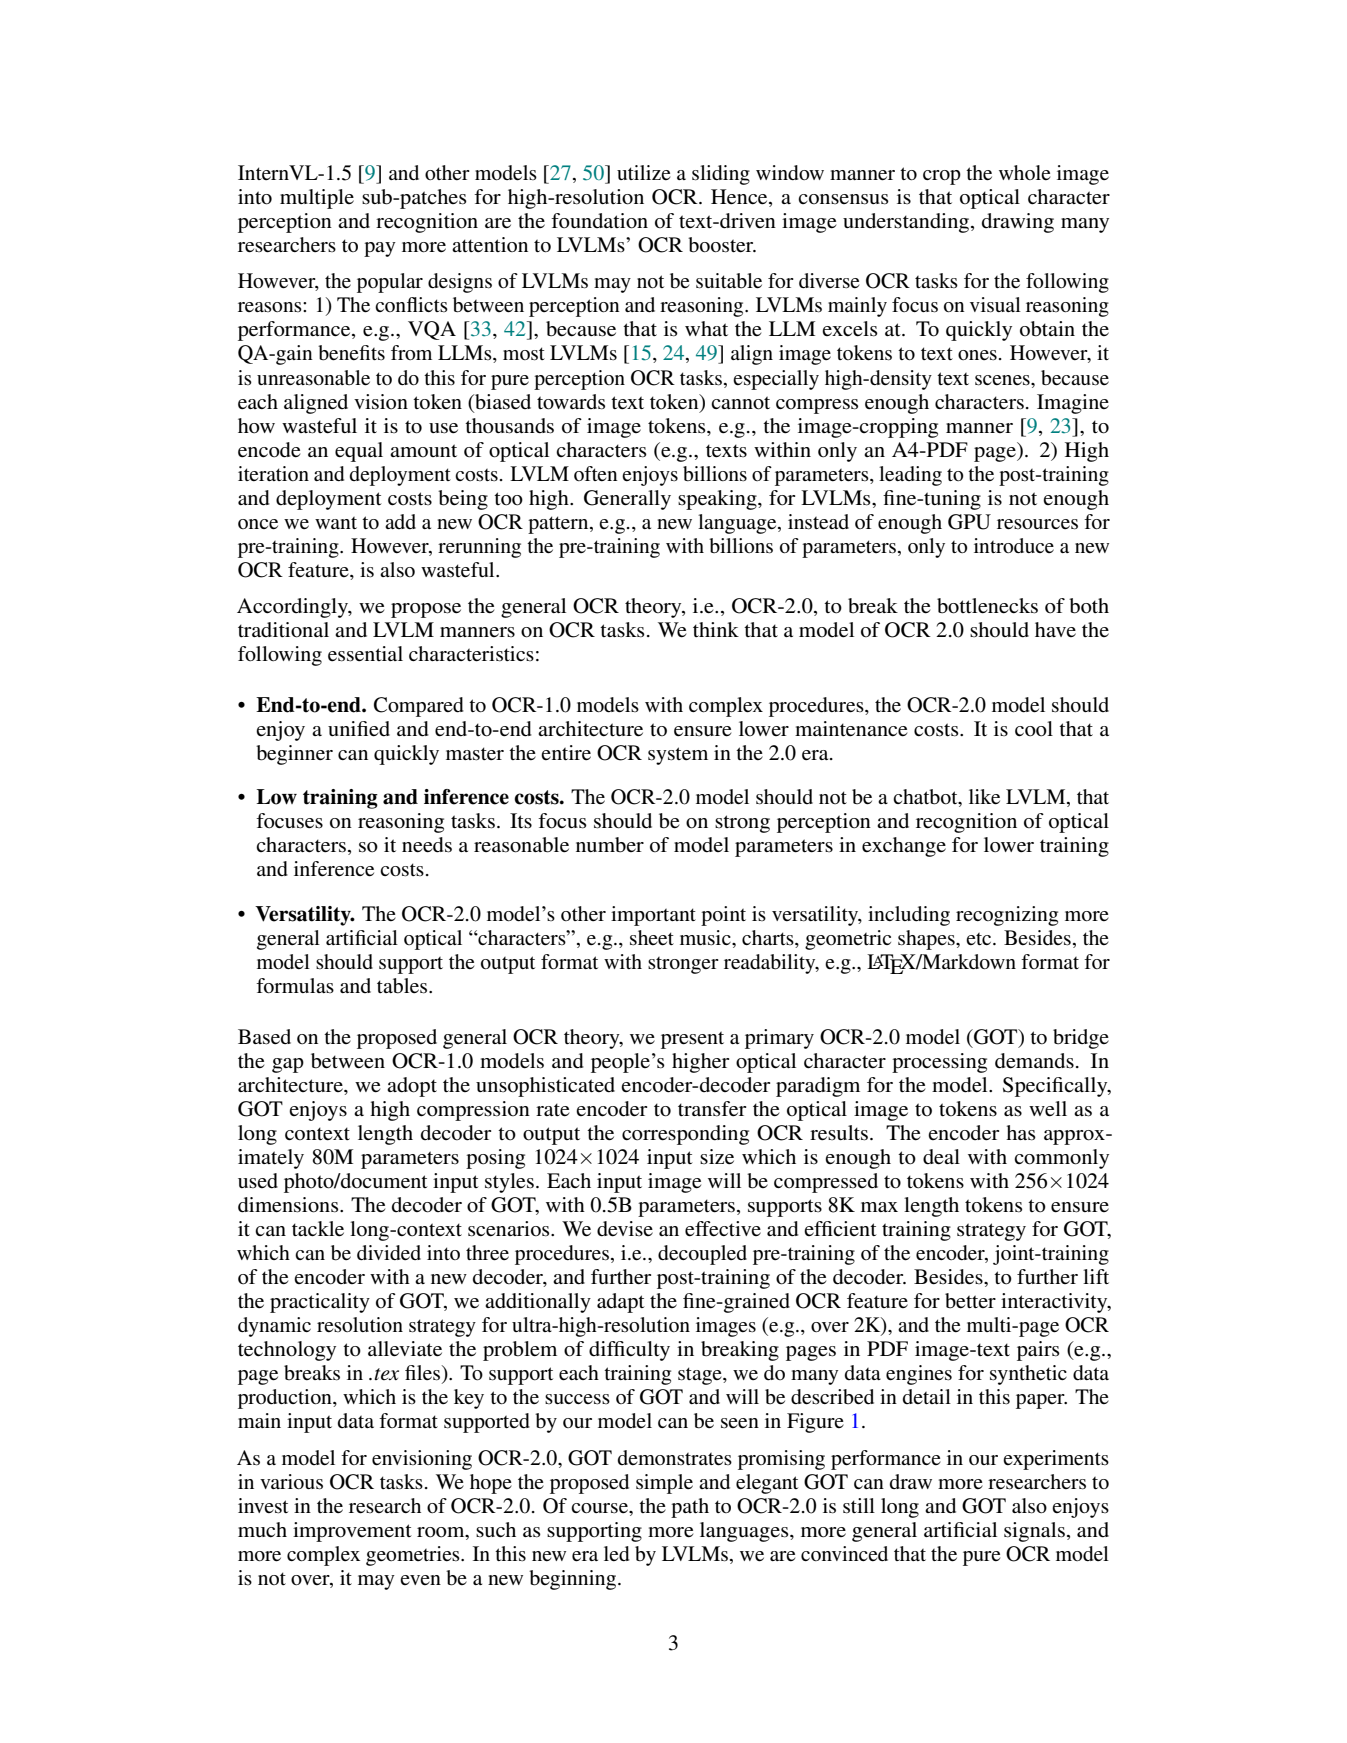 InternVL-1.5 [9] and other models [27, 50] utilize a sliding window manner to crop the whole image
into multiple sub-patches for high-resolution OCR. Hence, a consensus is that optical character
perception and recognition are the foundation of text-driven image understanding, drawing many
researchers to pay more attention to LVLMs’ OCR booster.
However, the popular designs of LVLMs may not be suitable for diverse OCR tasks for the following
reasons: 1) The conflicts between perception and reasoning. LVLMs mainly focus on visual reasoning
performance, e.g., VQA [33, 42], because that is what the LLM excels at. To quickly obtain the
QA-gain benefits from LLMs, most LVLMs [15, 24, 49] align image tokens to text ones. However, it
is unreasonable to do this for pure perception OCR tasks, especially high-density text scenes, because
each aligned vision token (biased towards text token) cannot compress enough characters. Imagine
how wasteful it is to use thousands of image tokens, e.g., the image-cropping manner [9, 23], to
encode an equal amount of optical characters (e.g., texts within only an A4-PDF page). 2) High
iteration and deployment costs. LVLM often enjoys billions of parameters, leading to the post-training
and deployment costs being too high. Generally speaking, for LVLMs, fine-tuning is not enough
once we want to add a new OCR pattern, e.g., a new language, instead of enough GPU resources for
pre-training. However, rerunning the pre-training with billions of parameters, only to introduce a new
OCR feature, is also wasteful.
Accordingly, we propose the general OCR theory, i.e., OCR-2.0, to break the bottlenecks of both
traditional and LVLM manners on OCR tasks. We think that a model of OCR 2.0 should have the
following essential characteristics:
• End-to-end. Compared to OCR-1.0 models with complex procedures, the OCR-2.0 model should
enjoy a unified and end-to-end architecture to ensure lower maintenance costs. It is cool that a
beginner can quickly master the entire OCR system in the 2.0 era.
• Low training and inference costs. The OCR-2.0 model should not be a chatbot, like LVLM, that
focuses on reasoning tasks. Its focus should be on strong perception and recognition of optical
characters, so it needs a reasonable number of model parameters in exchange for lower training
and inference costs.
• Versatility. The OCR-2.0 model’s other important point is versatility, including recognizing more
general artificial optical “characters”, e.g., sheet music, charts, geometric shapes, etc. Besides, the
model should support the output format with stronger readability, e.g., LATEX/Markdown format for
formulas and tables.
Based on the proposed general OCR theory, we present a primary OCR-2.0 model (GOT) to bridge
the gap between OCR-1.0 models and people’s higher optical character processing demands. In
architecture, we adopt the unsophisticated encoder-decoder paradigm for the model. Specifically,
GOT enjoys a high compression rate encoder to transfer the optical image to tokens as well as a
long context length decoder to output the corresponding OCR results. The encoder has approx-
imately 80M parameters posing 1024×1024 input size which is enough to deal with commonly
used photo/document input styles. Each input image will be compressed to tokens with 256×1024
dimensions. The decoder of GOT, with 0.5B parameters, supports 8K max length tokens to ensure
it can tackle long-context scenarios. We devise an effective and efficient training strategy for GOT,
which can be divided into three procedures, i.e., decoupled pre-training of the encoder, joint-training
of the encoder with a new decoder, and further post-training of the decoder. Besides, to further lift
the practicality of GOT, we additionally adapt the fine-grained OCR feature for better interactivity,
dynamic resolution strategy for ultra-high-resolution images (e.g., over 2K), and the multi-page OCR
technology to alleviate the problem of difficulty in breaking pages in PDF image-text pairs (e.g.,
page breaks in .tex files). To support each training stage, we do many data engines for synthetic data
production, which is the key to the success of GOT and will be described in detail in this paper. The
main input data format supported by our model can be seen in Figure 1.
As a model for envisioning OCR-2.0, GOT demonstrates promising performance in our experiments
in various OCR tasks. We hope the proposed simple and elegant GOT can draw more researchers to
invest in the research of OCR-2.0. Of course, the path to OCR-2.0 is still long and GOT also enjoys
much improvement room, such as supporting more languages, more general artificial signals, and
more complex geometries. In this new era led by LVLMs, we are convinced that the pure OCR model
is not over, it may even be a new beginning.
3